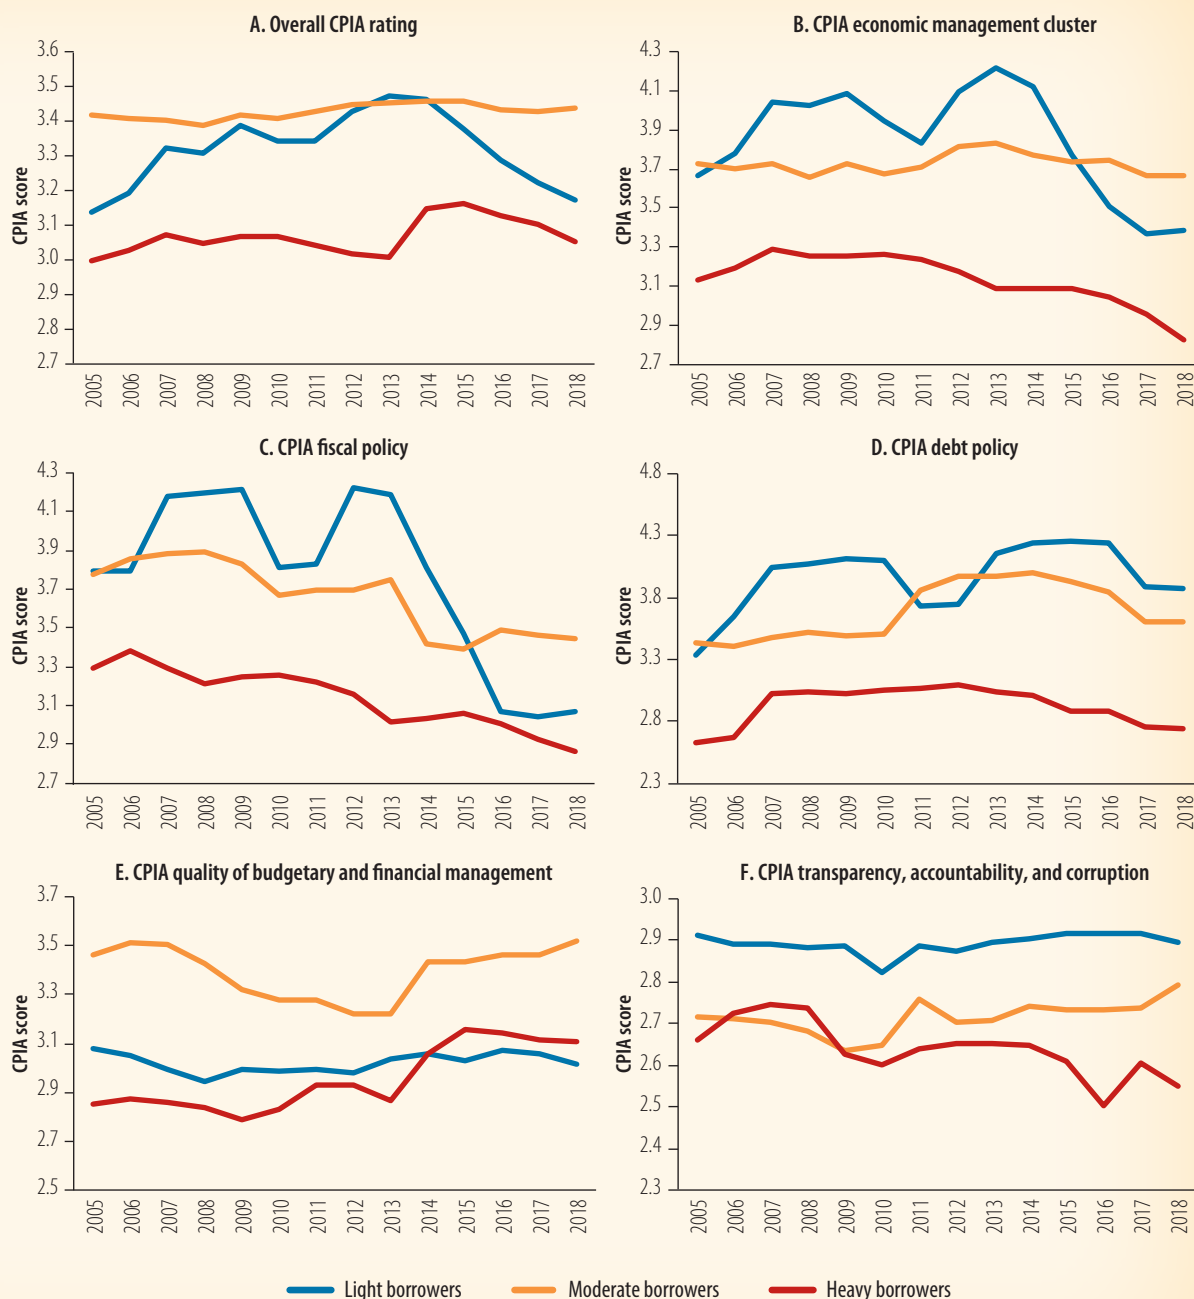 A. Overall CPIA rating
CPIA score
3.6
3.5
3.4
3.3
3.2
3.1
3.0
2.9
2.8
2.7
2005 2006 2007 2008 2009 2010 2011 2012 2013 2014 2015 2016 2017 2018
B. CPIA economic management cluster
CPIA score
4.3
4.1
3.9
3.7
3.5
3.3
3.1
2.9
2.7
2005 2006 2007 2008 2009 2010 2011 2012 2013 2014 2015 2016 2017 2018
C. CPIA fiscal policy
CPIA score
4.3
4.1
3.9
3.7
3.5
3.3
3.1
2.9
2.7
2005 2006 2007 2008 2009 2010 2011 2012 2013 2014 2015 2016 2017 2018
D. CPIA debt policy
CPIA score
4.8
4.3
3.8
3.3
2.8
2.3
2005 2006 2007 2008 2009 2010 2011 2012 2013 2014 2015 2016 2017 2018
E. CPIA quality of budgetary and financial management
CPIA score
3.7
3.5
3.3
3.1
2.9
2.7
2.5
2005 2006 2007 2008 2009 2010 2011 2012 2013 2014 2015 2016 2017 2018
F. CPIA transparency, accountability, and corruption
CPIA score
3.0
2.9
2.8
2.7
2.6
2.5
2.4
2.3
2005 2006 2007 2008 2009 2010 2011 2012 2013 2014 2015 2016 2017 2018
Light borrowers Moderate borrowers Heavy borrowers